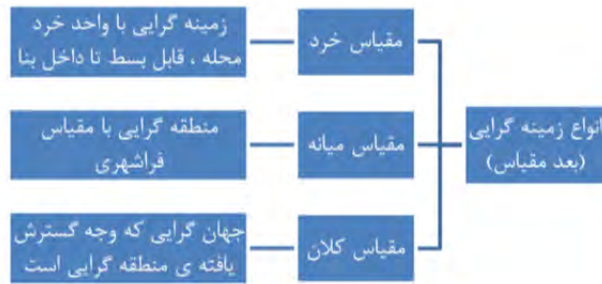 انواع زمینه گرایی
(بعد مقیاس)
مقیاس خرد
زمینه گرایی با واحد خرد
محله ، قابل بسط تا داخل بنا
مقیاس میانه
منطقه گرایی با مقیاس
فراشهری
مقیاس کلان
جهان گرایی که وجه گسترش
یافته ی منطقه گرایی است